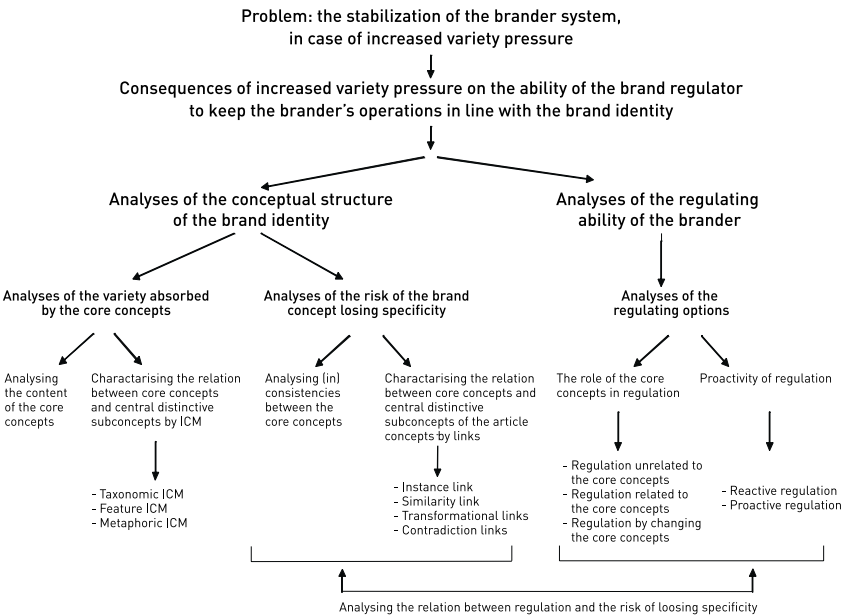 Problem: the stabilization of the brander system,
in case of increased variety pressure
Consequences of increased variety pressure on the ability of the brand regulator
to keep the brander's operations in line with the brand identity
Analyses of the conceptual structure
of the brand identity
Analyses of the regulating
ability of the brander
Analyses of the variety absorbed
by the core concepts
Analyses of the risk of the brand
concept losing specificity
Analyses of the
regulating options
Analysing
the content
of the core
concepts
Charactarising the relation
between core concepts
and central distinctive
subconcepts by ICM
Analysing (in)
consistencies
between the
core concepts
Charactarising the relation
between core concepts and
central distinctive
subconcepts of the article
concepts by links
The role of the core
concepts in regulation
Proactivity of regulation
- Taxonomic ICM
- Feature ICM
- Metaphoric ICM
- Instance link
- Similarity link
- Transformational links
- Contradiction links
- Regulation unrelated to
the core concepts
- Regulation related to
the core concepts
- Regulation by changing
the core concepts
- Reactive regulation
- Proactive regulation
Analysing the relation between regulation and the risk of loosing specificity